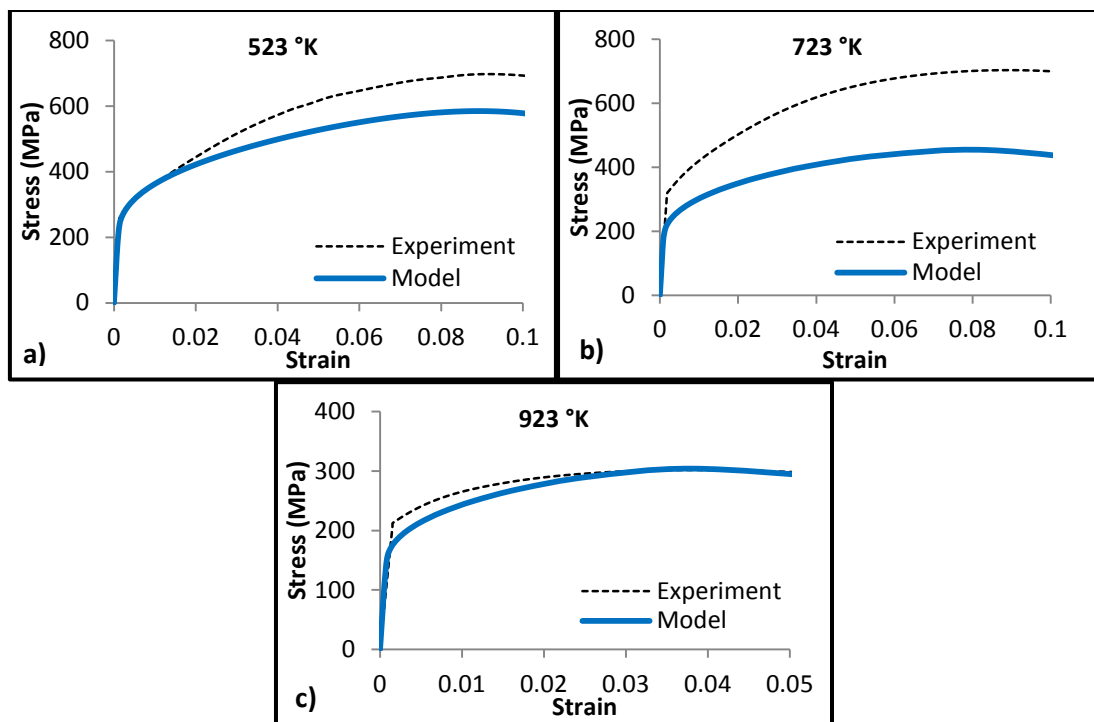 523 °K
800
600
400
200
0
Stress (MPa)
Experiment
Model
0 0.02 0.04 0.06 0.08 0.1
Strain
a)
723 °K
800
600
400
200
0
Stress (MPa)
Experiment
Model
0 0.02 0.04 0.06 0.08 0.1
Strain
b)
923 °K
400
300
200
100
0
Stress (MPa)
Experiment
Model
0 0.01 0.02 0.03 0.04 0.05
Strain
c)